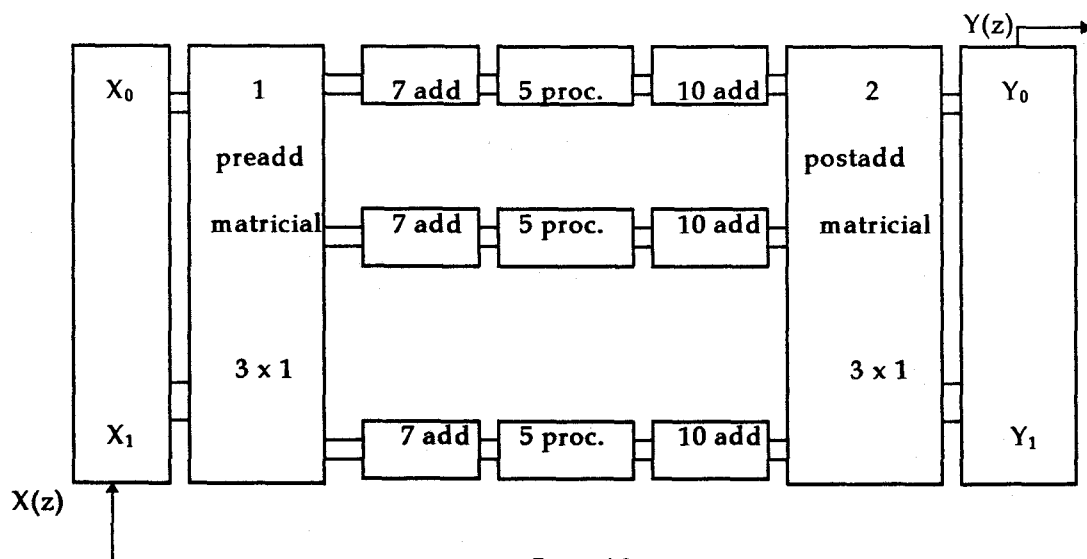 Y(z)
X₀ 1 7 add 5 proc. 10 add 2 Y₀
preadd postadd
matricial 7 add 5 proc. 10 add matricial
3 x 1 3 x 1
X₁ 7 add 5 proc. 10 add Y₁
X(z)